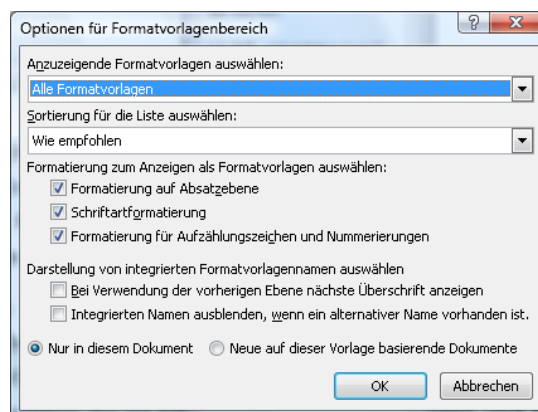 Optionen für Formatvorlagenbereich
Anzuzeigende Formatvorlagen auswählen:
Alle Formatvorlagen
Sortierung für die Liste auswählen:
Wie empfohlen
Formatierung zum Anzeigen als Formatvorlagen auswählen:
Formatierung auf Absatzebene
Schriftartformatierung
Formatierung für Aufzählungszeichen und Nummerierungen
Darstellung von integrierten Formatvorlagennamen auswählen
Bei Verwendung der vorherigen Ebene nächste Überschrift anzeigen
Integrierten Namen ausblenden, wenn ein alternativer Name vorhanden ist.
Nur in diesem Dokument Neue auf dieser Vorlage basierende Dokumente
OK Abbrechen